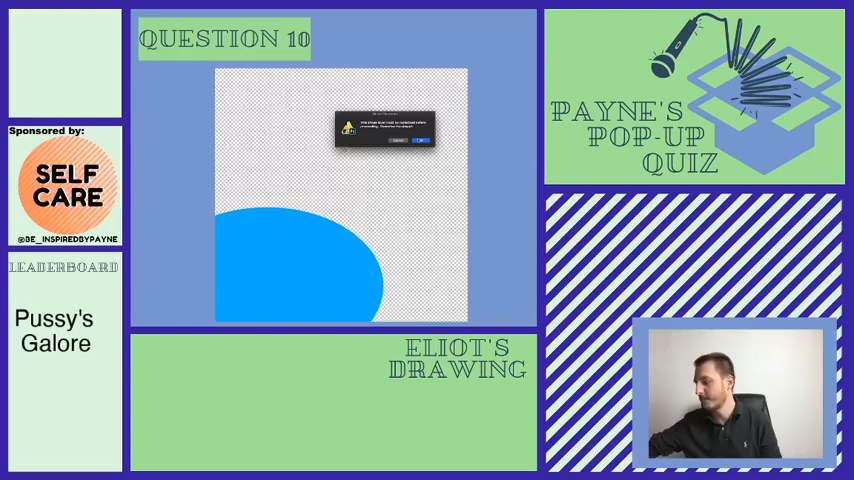 QUESTION 10
Sponsored by:
SELF
CARE
@BE_INSPIREDBYPAYNE
LEADERBOARD
Pussy's
Galore
ELIOT'S
DRAWING
PAYNE'S
POP-UP
QUIZ